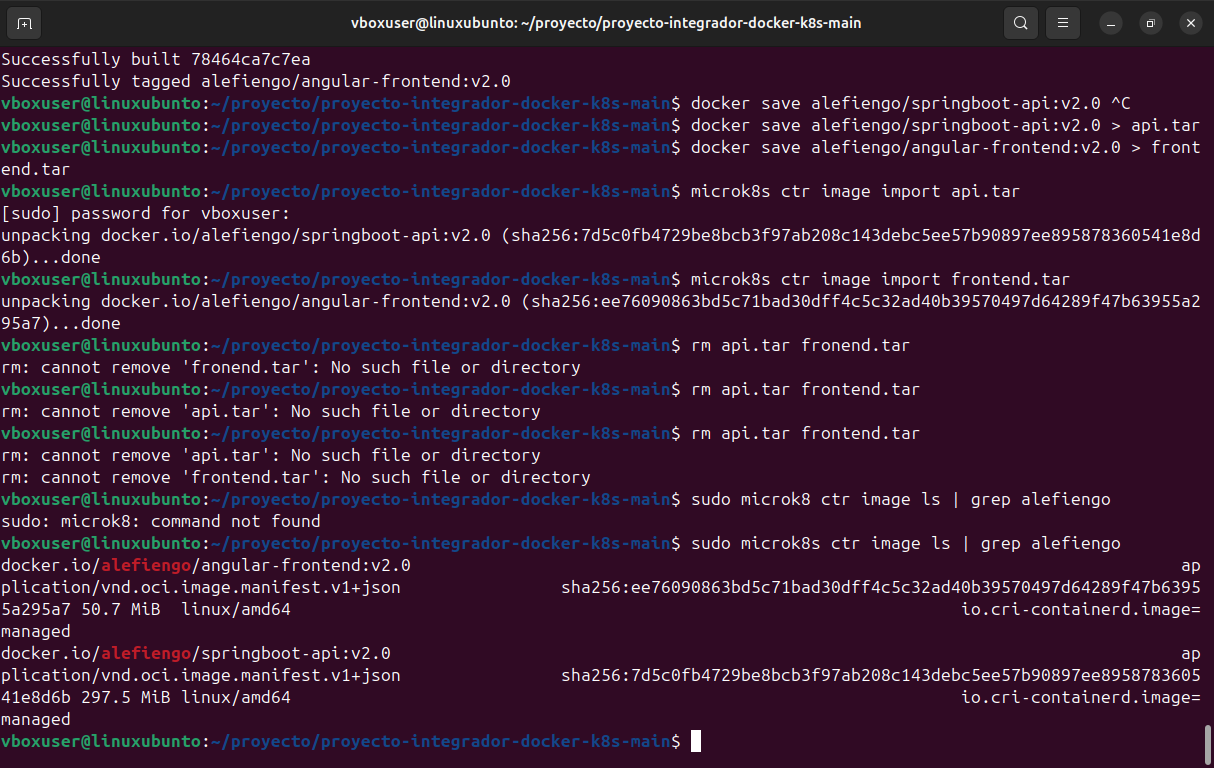 vboxuser@linuxubunto: ~/proyecto/proyecto-integrador-docker-k8s-main
Successfully built 78464ca7c7ea
Successfully tagged alefiengo/angular-frontend:v2.0
vboxuser@linuxubunto:~/proyecto/proyecto-integrador-docker-k8s-main$ docker save alefiengo/springboot-api:v2.0 ^C
vboxuser@linuxubunto:~/proyecto/proyecto-integrador-docker-k8s-main$ docker save alefiengo/springboot-api:v2.0 > api.tar
vboxuser@linuxubunto:~/proyecto/proyecto-integrador-docker-k8s-main$ docker save alefiengo/angular-frontend:v2.0 > front
end.tar
vboxuser@linuxubunto:~/proyecto/proyecto-integrador-docker-k8s-main$ microk8s ctr image import api.tar
[sudo] password for vboxuser:
unpacking docker.io/alefiengo/springboot-api:v2.0 (sha256:7d5c0fb4729be8bcb3f97ab208c143debc5ee57b90897ee895878360541e8d
6b)...done
vboxuser@linuxubunto:~/proyecto/proyecto-integrador-docker-k8s-main$ microk8s ctr image import frontend.tar
unpacking docker.io/alefiengo/angular-frontend:v2.0 (sha256:ee76090863bd5c71bad30dff4c5c32ad40b39570497d64289f47b63955a2
95a7)...done
vboxuser@linuxubunto:~/proyecto/proyecto-integrador-docker-k8s-main$ rm api.tar fronend.tar
rm: cannot remove 'fronend.tar': No such file or directory
vboxuser@linuxubunto:~/proyecto/proyecto-integrador-docker-k8s-main$ rm api.tar frontend.tar
rm: cannot remove 'api.tar': No such file or directory
vboxuser@linuxubunto:~/proyecto/proyecto-integrador-docker-k8s-main$ rm api.tar frontend.tar
rm: cannot remove 'api.tar': No such file or directory
rm: cannot remove 'frontend.tar': No such file or directory
vboxuser@linuxubunto:~/proyecto/proyecto-integrador-docker-k8s-main$ sudo microk8 ctr image ls | grep alefiengo
sudo: microk8: command not found
vboxuser@linuxubunto:~/proyecto/proyecto-integrador-docker-k8s-main$ sudo microk8s ctr image ls | grep alefiengo
docker.io/alefiengo/angular-frontend:v2.0 ap
plication/vnd.oci.image.manifest.v1+json sha256:ee76090863bd5c71bad30dff4c5c32ad40b39570497d64289f47b6395
5a295a7 50.7 MiB linux/amd64 io.cri-containerd.image=
managed
docker.io/alefiengo/springboot-api:v2.0 ap
plication/vnd.oci.image.manifest.v1+json sha256:7d5c0fb4729be8bcb3f97ab208c143debc5ee57b90897ee8958783605
41e8d6b 297.5 MiB linux/amd64 io.cri-containerd.image=
managed
vboxuser@linuxubunto:~/proyecto/proyecto-integrador-docker-k8s-main$